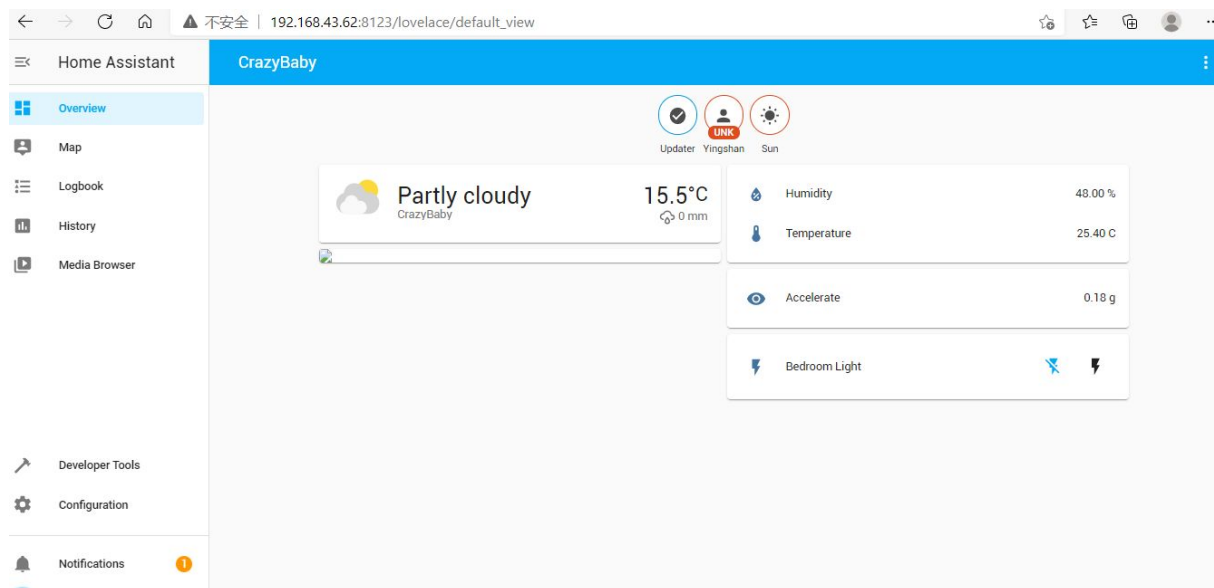 不安全 | 192.168.43.62:8123/lovelace/default_view
Home Assistant
CrazyBaby
Overview
Map
Logbook
History
Media Browser
Developer Tools
Configuration
Notifications 1
UNK
Updater Yingshan Sun
Partly cloudy 15.5°C
CrazyBaby 0 mm
Humidity 48.00 %
Temperature 25.40 C
Accelerate 0.18 g
Bedroom Light